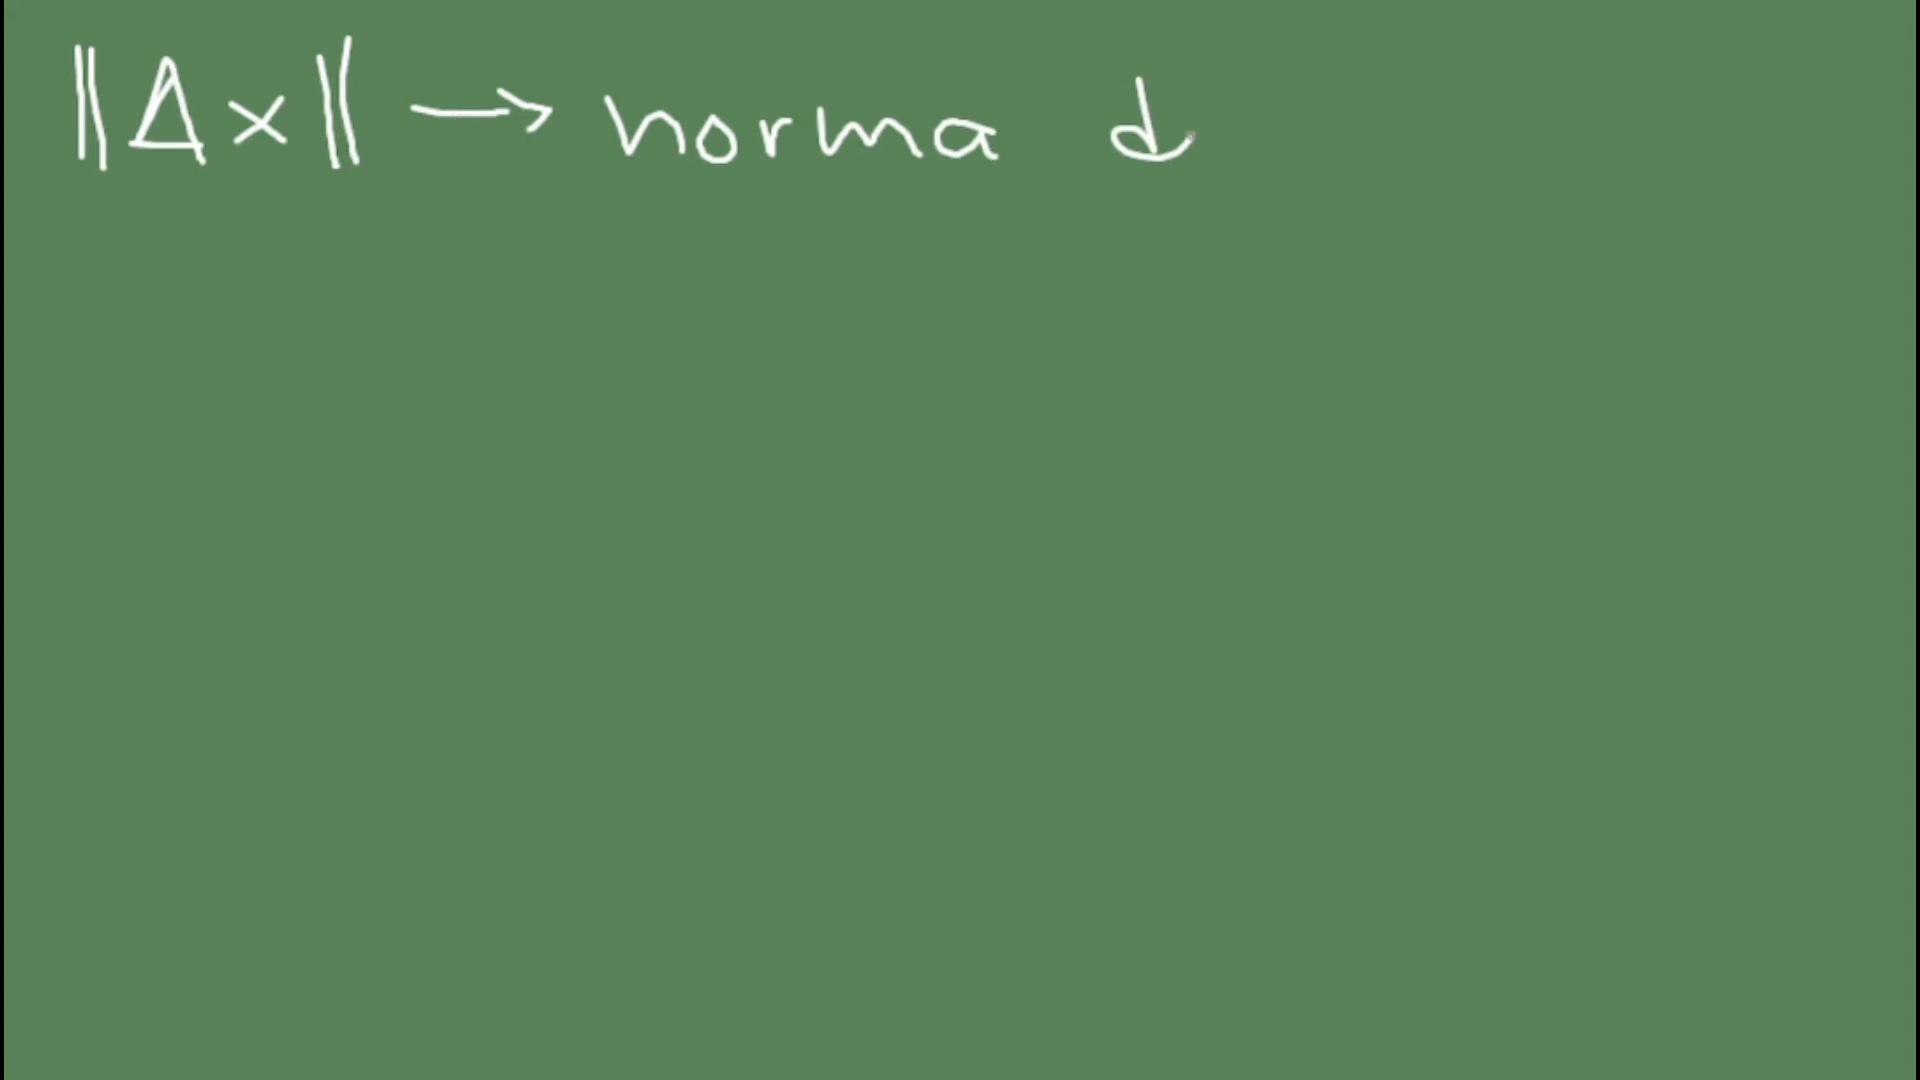 ‖Δx‖ → norma d